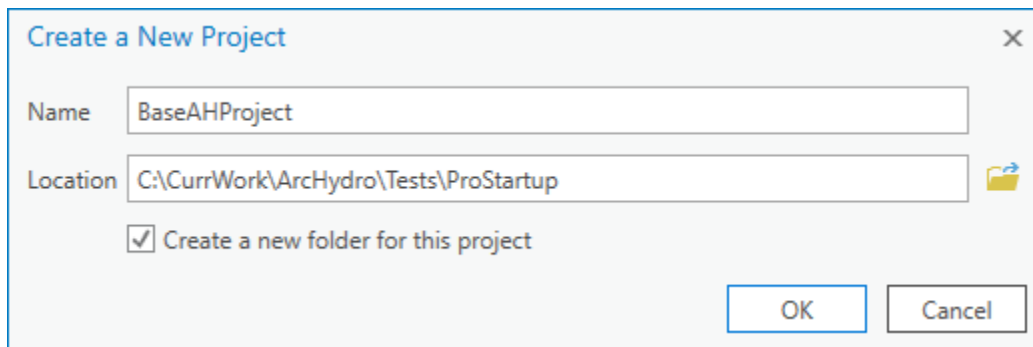 Create a New Project
Name BaseAHProject
Location C:\CurrWork\ArcHydro\Tests\ProStartup
Create a new folder for this project
OK Cancel